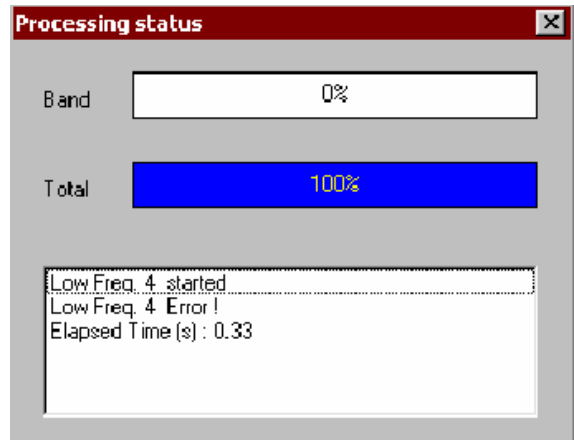 Processing status
Band 0%
Total 100%
Low Freq. 4 started
Low Freq. 4 Error !
Elapsed Time (s) : 0.33